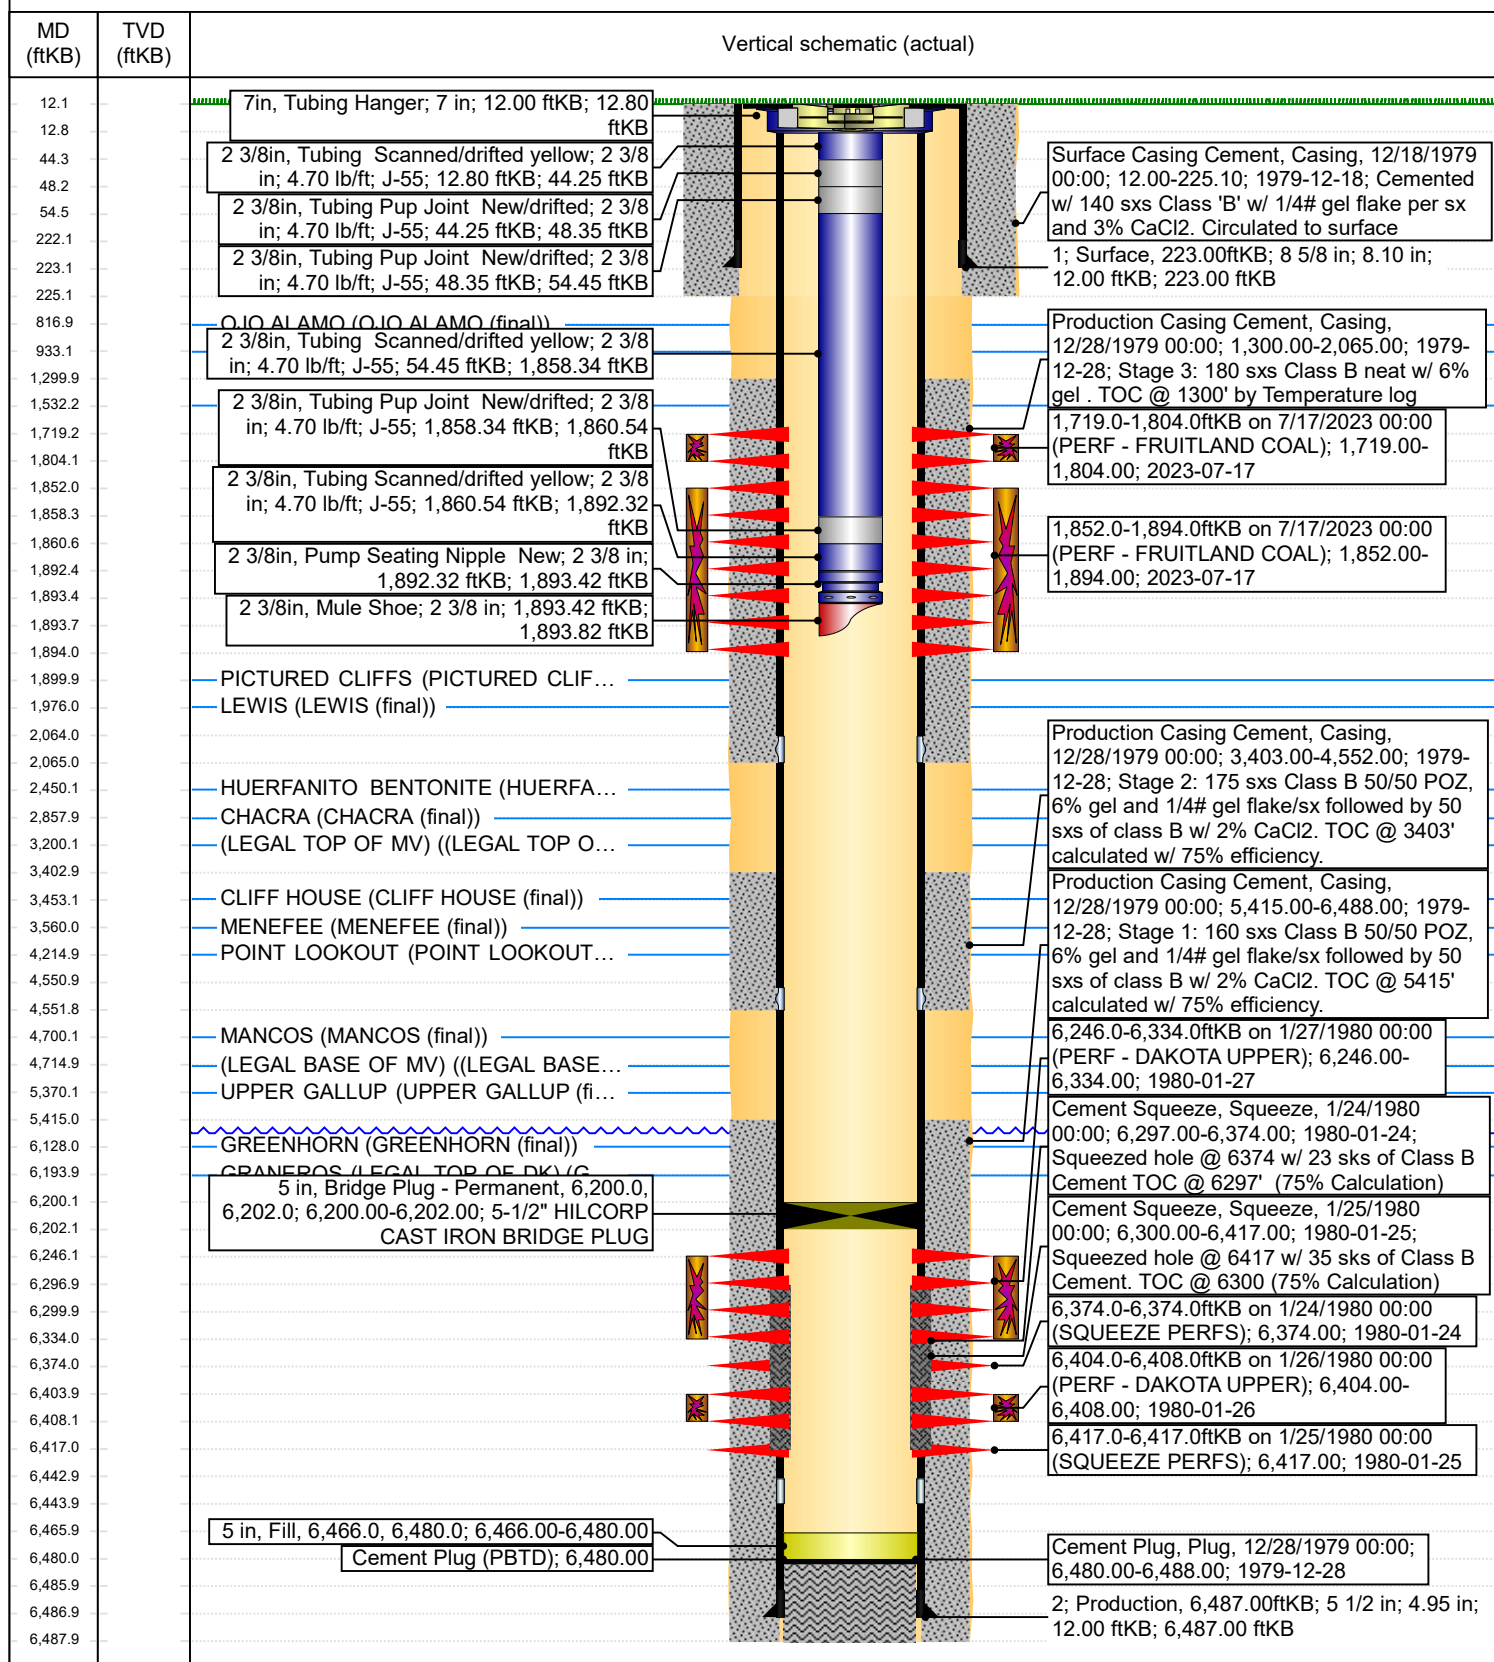 MD
(ftKB)
TVD
(ftKB)
Vertical schematic (actual)
12.1
12.8
44.3
48.2
54.5
222.1
223.1
225.1
816.9
933.1
1,299.9
1,532.2
1,719.2
1,804.1
1,852.0
1,858.3
1,860.6
1,892.4
1,893.4
1,893.7
1,894.0
1,899.9
1,976.0
2,064.0
2,065.0
2,450.1
2,857.9
3,200.1
3,402.9
3,453.1
3,560.0
4,214.9
4,550.9
4,551.8
4,700.1
4,714.9
5,370.1
5,415.0
6,128.0
6,193.9
6,200.1
6,202.1
6,246.1
6,296.9
6,299.9
6,334.0
6,374.0
6,403.9
6,408.1
6,417.0
6,442.9
6,443.9
6,465.9
6,480.0
6,485.9
6,486.9
6,487.9
7in, Tubing Hanger; 7 in; 12.00 ftKB; 12.80
ftKB
2 3/8in, Tubing Scanned/drifted yellow; 2 3/8
in; 4.70 lb/ft; J-55; 12.80 ftKB; 44.25 ftKB
2 3/8in, Tubing Pup Joint New/drifted; 2 3/8
in; 4.70 lb/ft; J-55; 44.25 ftKB; 48.35 ftKB
2 3/8in, Tubing Pup Joint New/drifted; 2 3/8
in; 4.70 lb/ft; J-55; 48.35 ftKB; 54.45 ftKB
OJO ALAMO (OJO ALAMO (final))
2 3/8in, Tubing Scanned/drifted yellow; 2 3/8
in; 4.70 lb/ft; J-55; 54.45 ftKB; 1,858.34 ftKB
2 3/8in, Tubing Pup Joint New/drifted; 2 3/8
in; 4.70 lb/ft; J-55; 1,858.34 ftKB; 1,860.54
ftKB
2 3/8in, Tubing Scanned/drifted yellow; 2 3/8
in; 4.70 lb/ft; J-55; 1,860.54 ftKB; 1,892.32
ftKB
2 3/8in, Pump Seating Nipple New; 2 3/8 in;
1,892.32 ftKB; 1,893.42 ftKB
2 3/8in, Mule Shoe; 2 3/8 in; 1,893.42 ftKB;
1,893.82 ftKB
PICTURED CLIFFS (PICTURED CLIF...
LEWIS (LEWIS (final))
HUERFANITO BENTONITE (HUERFA...
CHACRA (CHACRA (final))
(LEGAL TOP OF MV) ((LEGAL TOP O...
CLIFF HOUSE (CLIFF HOUSE (final))
MENEFEE (MENEFEE (final))
POINT LOOKOUT (POINT LOOKOUT...
MANCOS (MANCOS (final))
(LEGAL BASE OF MV) ((LEGAL BASE...
UPPER GALLUP (UPPER GALLUP (fi...
GREENHORN (GREENHORN (final))
GRANEROS (LEGAL TOP OF DK) (G...
5 in, Bridge Plug - Permanent, 6,200.0,
6,202.0; 6,200.00-6,202.00; 5-1/2" HILCORP
CAST IRON BRIDGE PLUG
5 in, Fill, 6,466.0, 6,480.0; 6,466.00-6,480.00
Cement Plug (PBTD); 6,480.00
Surface Casing Cement, Casing, 12/18/1979
00:00; 12.00-225.10; 1979-12-18; Cemented
w/ 140 sxs Class 'B' w/ 1/4# gel flake per sx
and 3% CaCl2. Circulated to surface
1; Surface, 223.00ftKB; 8 5/8 in; 8.10 in;
12.00 ftKB; 223.00 ftKB
Production Casing Cement, Casing,
12/28/1979 00:00; 1,300.00-2,065.00; 1979-
12-28; Stage 3: 180 sxs Class B neat w/ 6%
gel . TOC @ 1300' by Temperature log
1,719.0-1,804.0ftKB on 7/17/2023 00:00
(PERF - FRUITLAND COAL); 1,719.00-
1,804.00; 2023-07-17
1,852.0-1,894.0ftKB on 7/17/2023 00:00
(PERF - FRUITLAND COAL); 1,852.00-
1,894.00; 2023-07-17
Production Casing Cement, Casing,
12/28/1979 00:00; 3,403.00-4,552.00; 1979-
12-28; Stage 2: 175 sxs Class B 50/50 POZ,
6% gel and 1/4# gel flake/sx followed by 50
sxs of class B w/ 2% CaCl2. TOC @ 3403'
calculated w/ 75% efficiency.
Production Casing Cement, Casing,
12/28/1979 00:00; 5,415.00-6,488.00; 1979-
12-28; Stage 1: 160 sxs Class B 50/50 POZ,
6% gel and 1/4# gel flake/sx followed by 50
sxs of class B w/ 2% CaCl2. TOC @ 5415'
calculated w/ 75% efficiency.
6,246.0-6,334.0ftKB on 1/27/1980 00:00
(PERF - DAKOTA UPPER); 6,246.00-
6,334.00; 1980-01-27
Cement Squeeze, Squeeze, 1/24/1980
00:00; 6,297.00-6,374.00; 1980-01-24;
Squeezed hole @ 6374 w/ 23 sks of Class B
Cement TOC @ 6297' (75% Calculation)
Cement Squeeze, Squeeze, 1/25/1980
00:00; 6,300.00-6,417.00; 1980-01-25;
Squeezed hole @ 6417 w/ 35 sks of Class B
Cement. TOC @ 6300 (75% Calculation)
6,374.0-6,374.0ftKB on 1/24/1980 00:00
(SQUEEZE PERFS); 6,374.00; 1980-01-24
6,404.0-6,408.0ftKB on 1/26/1980 00:00
(PERF - DAKOTA UPPER); 6,404.00-
6,408.00; 1980-01-26
6,417.0-6,417.0ftKB on 1/25/1980 00:00
(SQUEEZE PERFS); 6,417.00; 1980-01-25
Cement Plug, Plug, 12/28/1979 00:00;
6,480.00-6,488.00; 1979-12-28
2; Production, 6,487.00ftKB; 5 1/2 in; 4.95 in;
12.00 ftKB; 6,487.00 ftKB